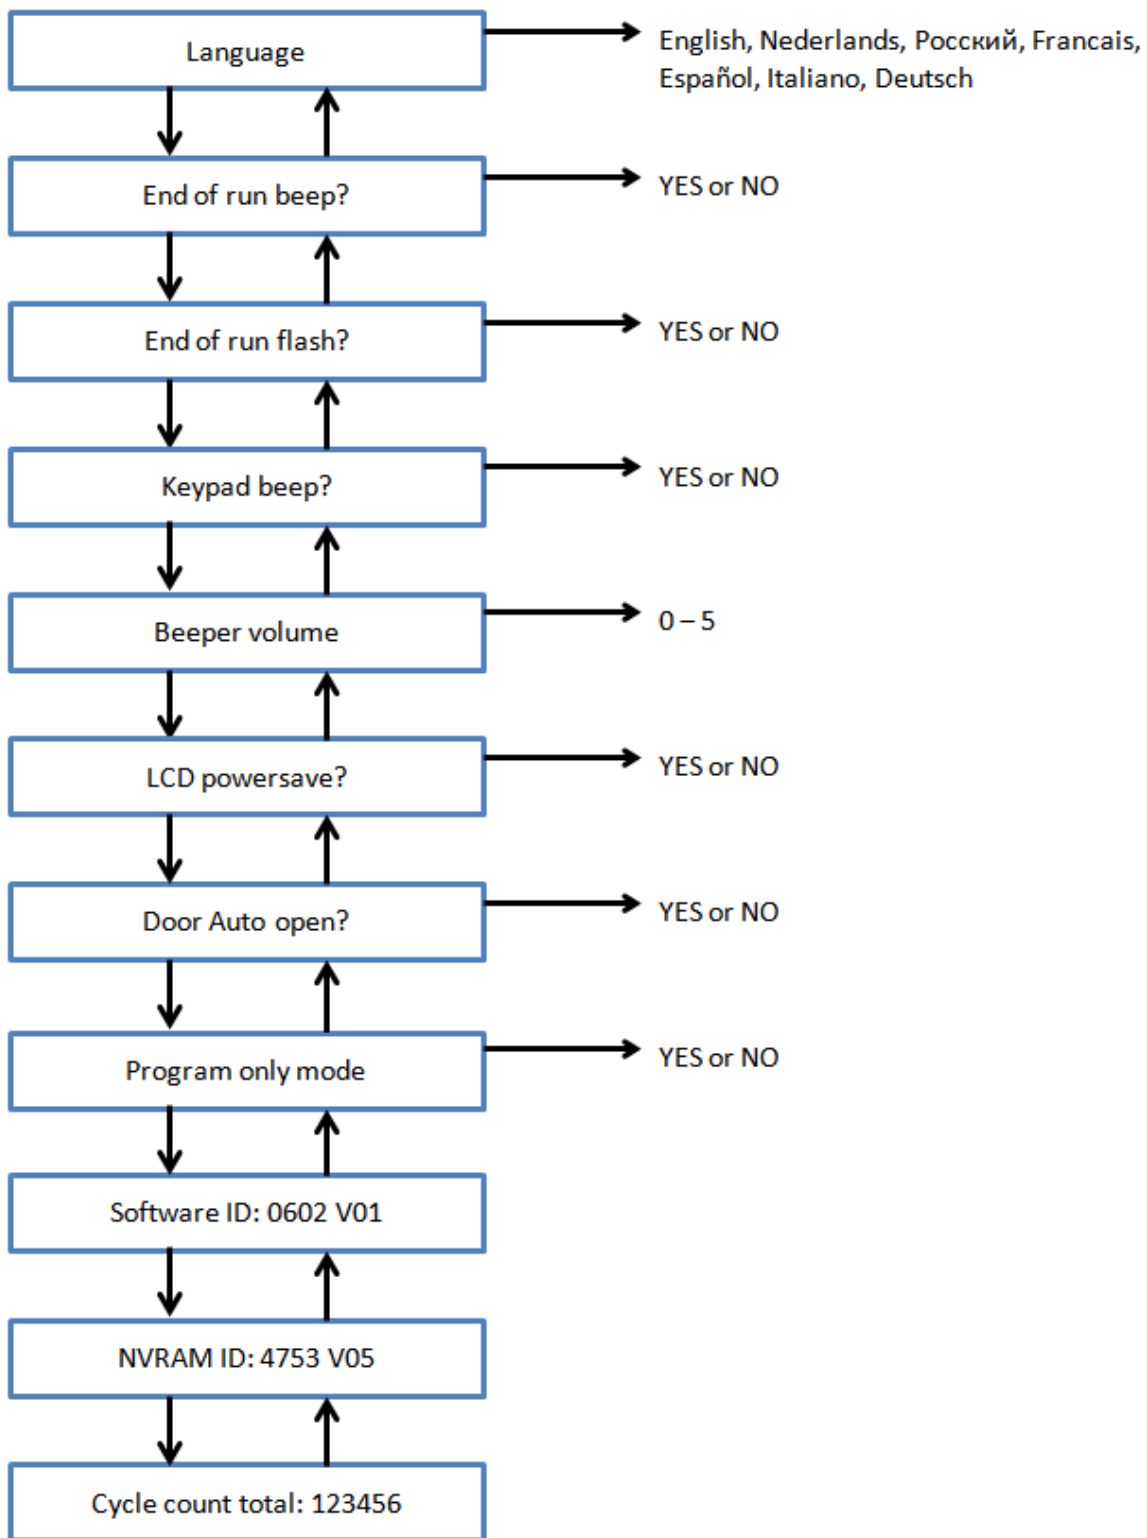 Language
English, Nederlands, Росский, Francais,
Español, Italiano, Deutsch
End of run beep?
YES or NO
End of run flash?
YES or NO
Keypad beep?
YES or NO
Beeper volume
0 – 5
LCD powersave?
YES or NO
Door Auto open?
YES or NO
Program only mode
YES or NO
Software ID: 0602 V01
NVRAM ID: 4753 V05
Cycle count total: 123456